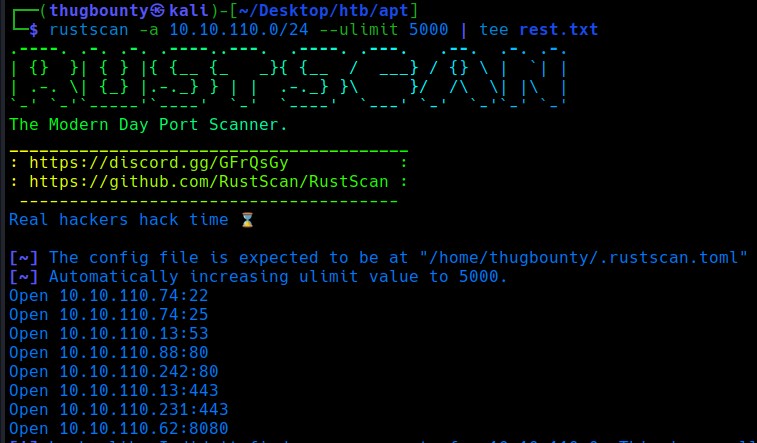 ┌──(thugbounty㉿kali)-[~/Desktop/htb/apt]
└─$ rustscan -a 10.10.110.0/24 --ulimit 5000 | tee rest.txt
.----. .-. .-. .----..---. .----. .---. .--. .-. .-.
| {} }| { } |{ {__ {_ _}{ {__ / ___} / {} \ | `| |
| .-. \| {_} |.-._} } | | .-._} }\ }/ /\ \| |\ |
`-' `-'`-----'`----' `-' `----' `---' `-' `-'`-' `-'
The Modern Day Port Scanner.
________________________________________
: https://discord.gg/GFrQsGy :
: https://github.com/RustScan/RustScan :
--------------------------------------
Real hackers hack time ⌛
[~] The config file is expected to be at "/home/thugbounty/.rustscan.toml"
[~] Automatically increasing ulimit value to 5000.
Open 10.10.110.74:22
Open 10.10.110.74:25
Open 10.10.110.13:53
Open 10.10.110.88:80
Open 10.10.110.242:80
Open 10.10.110.13:443
Open 10.10.110.231:443
Open 10.10.110.62:8080